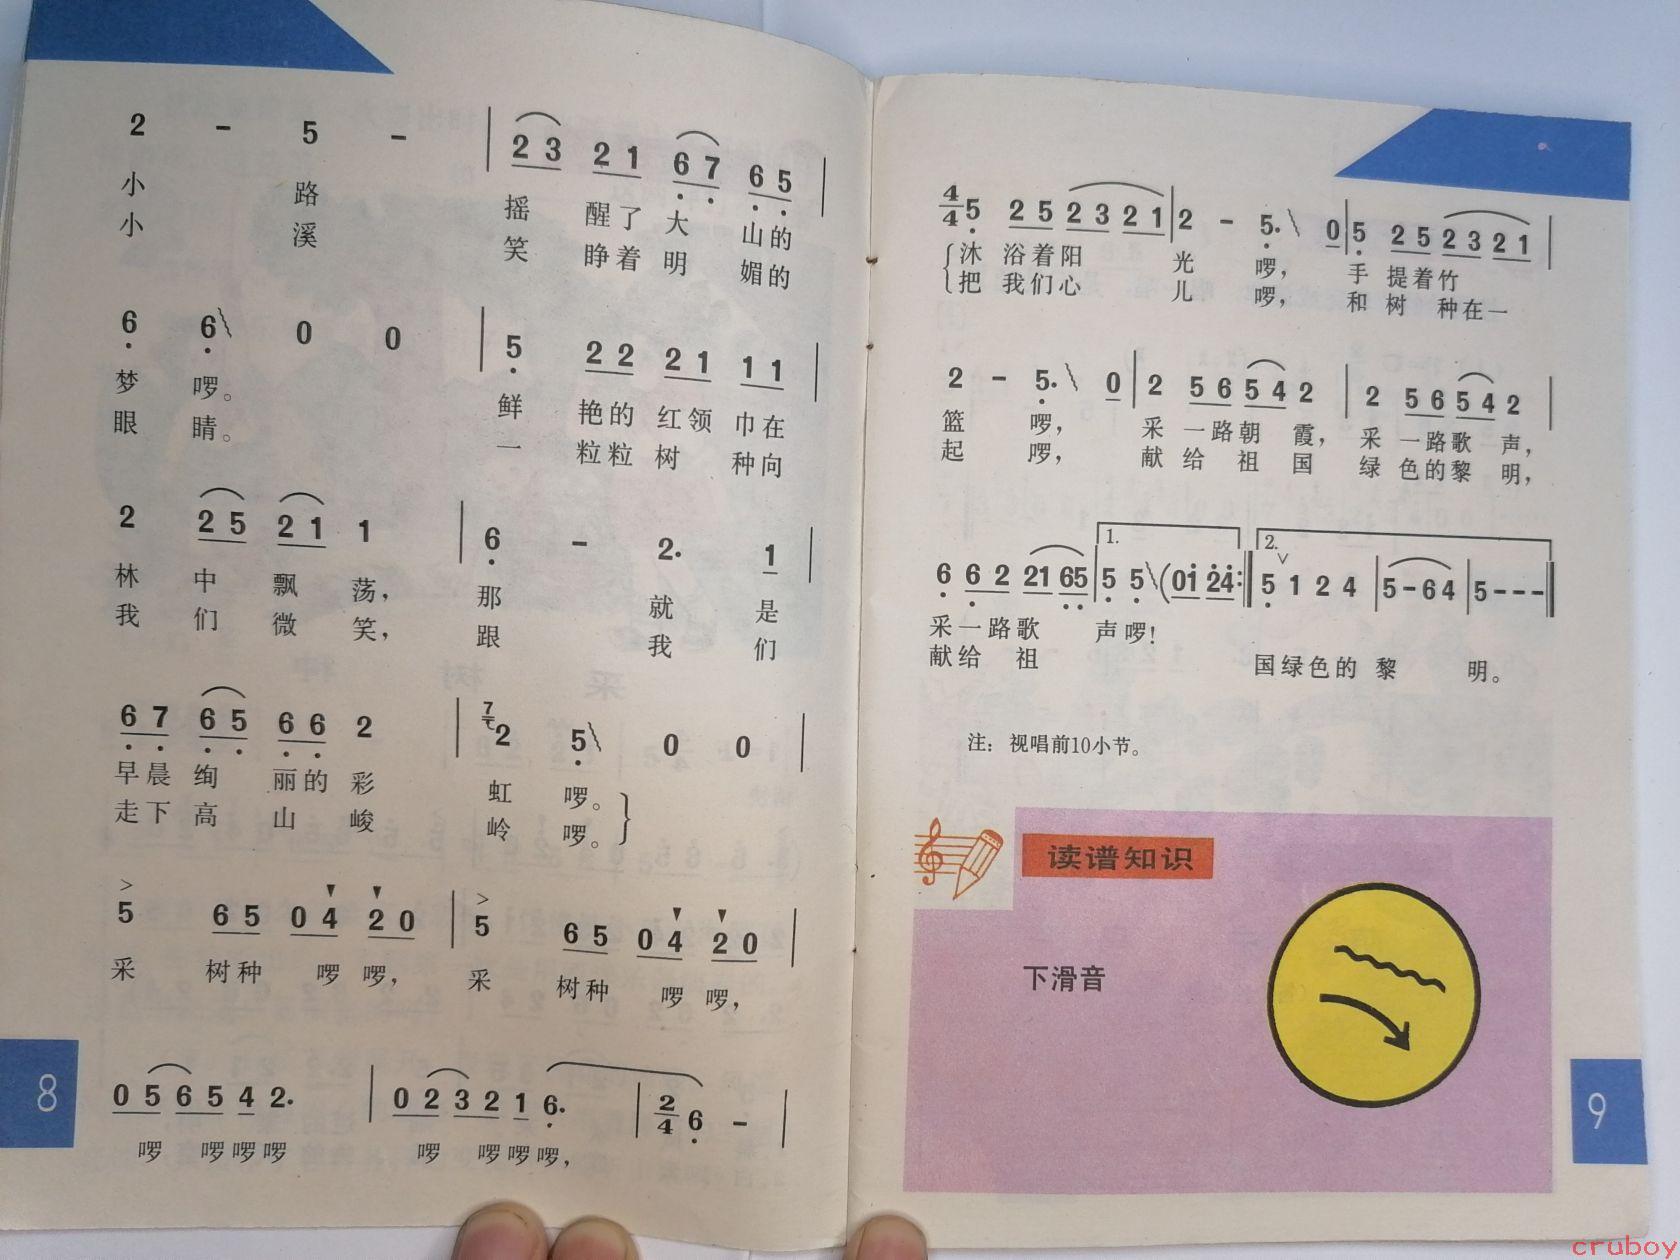 2 - 5 - | 2 3 2 1 6 7 6 5 |
小 路 摇 醒了 大 山的
小 溪 笑 睁着 明 媚的
6 6 0 0 | 5 2 2 2 1 1 1 |
梦 啰。 鲜 艳的 红领 巾在
眼 睛。 一 粒粒 树 种向
2 2 5 2 1 1 | 6 - 2. 1 |
林 中 飘 荡， 那 就 是
我 们 微 笑， 跟 我 们
6 7 6 5 6 6 2 | 7 2 5 0 0 |
早晨 绚 丽的 彩 虹 啰。
走下 高 山 峻 岭 啰。
> 5 6 5 0 4 2 0 | > 5 6 5 0 4 2 0 |
采 树种 啰 啰， 采 树种 啰 啰，
0 5 6 5 4 2. | 0 2 3 2 1 6. | 2/4 6 - |
啰 啰啰啰 啰 啰啰啰，
8
4/4 5 2 5 2 3 2 1 | 2 - 5. 0 | 5 2 5 2 3 2 1 |
沐 浴着阳 光 啰， 手 提着竹
把 我们心 儿 啰， 和 树 种在一
2 - 5. 0 | 2 5 6 5 4 2 | 2 5 6 5 4 2 |
篮 啰， 采 一路朝 霞， 采 一路歌 声，
起 啰， 献 给 祖 国 绿 色的黎 明，
1. 2.
6 6 2 21 65 | 5 5 (01 24 :‖ 5 1 2 4 | 5 - 6 4 | 5 - - - ‖
采一路歌 声啰!
献给 祖 国绿色的 黎 明。
注: 视唱前10小节。
读谱知识
下滑音
9
cruboy